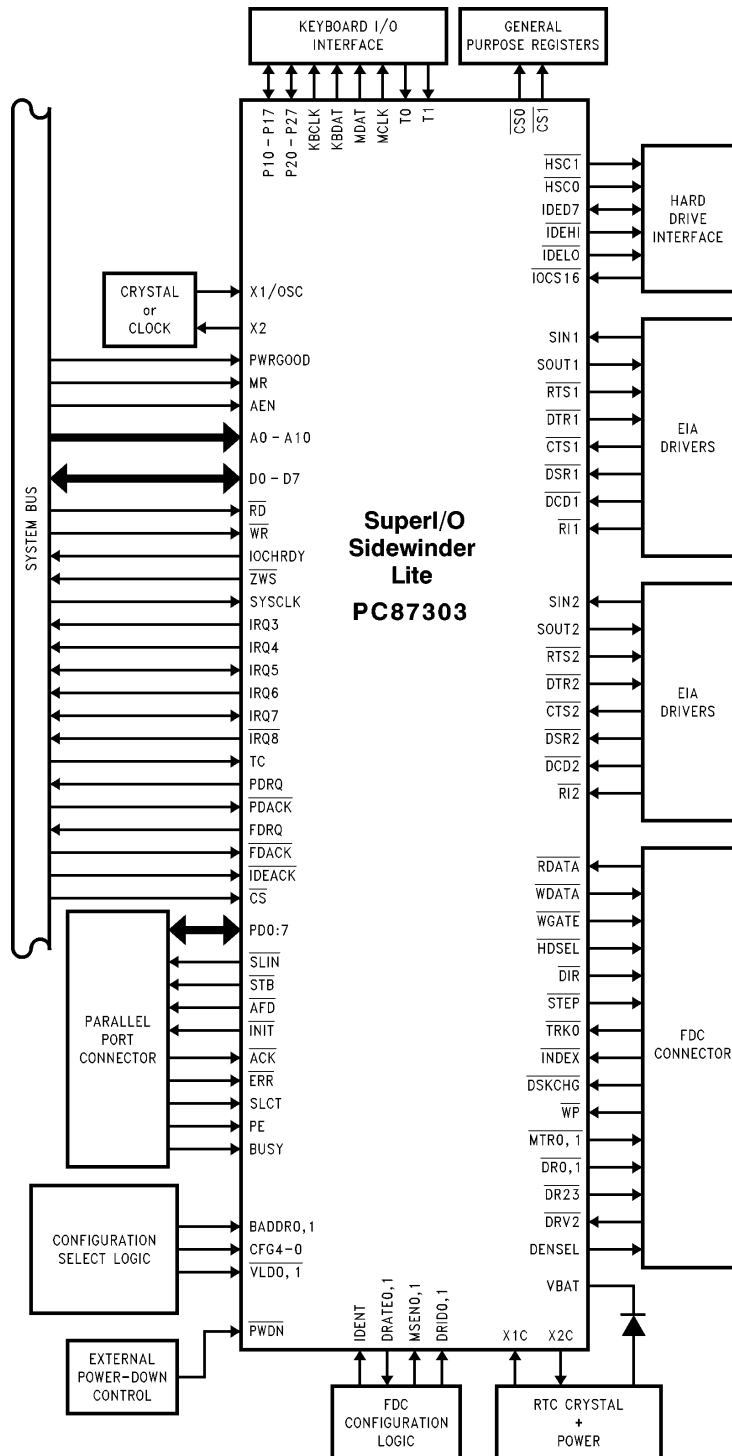 KEYBOARD I/O
INTERFACE
GENERAL
PURPOSE REGISTERS
P10-P17
P20-P27
KBCLK
KBDAT
MDAT
MCLK
T0
T1
CS0
CS1
HSC1
HSC0
IDED7
IDEHI
IDELO
IOCS16
HARD
DRIVE
INTERFACE
CRYSTAL
or
CLOCK
X1/OSC
X2
SYSTEM BUS
PWRGOOD
MR
AEN
A0-A10
D0-D7
RD
WR
IOCHRDY
ZWS
SYSCLK
IRQ3
IRQ4
IRQ5
IRQ6
IRQ7
IRQ8
TC
PDRQ
PDACK
FDRQ
FDACK
IDEACK
CS
SuperI/O
Sidewinder
Lite
PC87303
SIN1
SOUT1
RTS1
DTR1
CTS1
DSR1
DCD1
RI1
EIA
DRIVERS
SIN2
SOUT2
RTS2
DTR2
CTS2
DSR2
DCD2
RI2
EIA
DRIVERS
PARALLEL
PORT
CONNECTOR
PD0:7
SLIN
STB
AFD
INIT
ACK
ERR
SLCT
PE
BUSY
RDATA
WDATA
WGATE
HDSEL
DIR
STEP
TRK0
INDEX
DSKCHG
WP
MTR0,1
DR0,1
DR23
DRV2
DENSEL
FDC
CONNECTOR
CONFIGURATION
SELECT LOGIC
BADDR0,1
CFG4-0
VLD0,1
EXTERNAL
POWER-DOWN
CONTROL
PWDN
IDENT
DRATE0,1
MSEN0,1
DRID0,1
X1C
X2C
VBAT
FDC
CONFIGURATION
LOGIC
RTC CRYSTAL
+
POWER